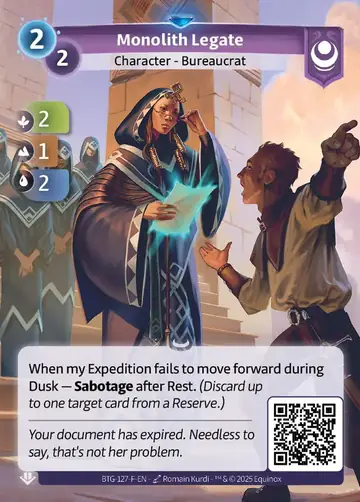 2
2
Monolith Legate
Character - Bureaucrat
2
1
2
When my Expedition fails to move forward during
Dusk — Sabotage after Rest. (Discard up
to one target card from a Reserve.)
Your document has expired. Needless to
say, that's not her problem.
BTG-127-F-EN - Romain Kurdi - ™ & © 2025 Equinox